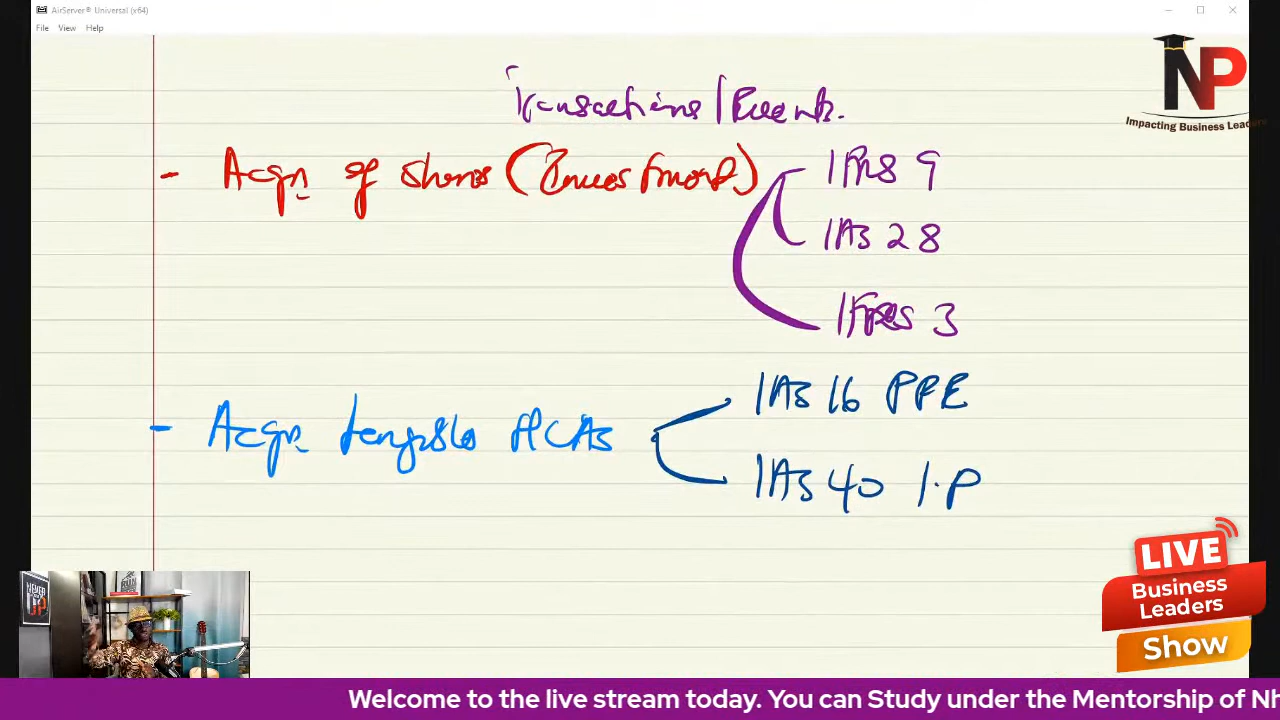 AirServer® Universal (x64)
File View Help
NP
Impacting Business Leaders
Transactions / Events.
- Acqn of shares (Investment)
IFRS 9
IAS 28
IFRS 3
- Acqn tangible NCAs
IAS 16 PPE
IAS 40 I.P
LIVE
Business
Leaders
Show
Welcome to the live stream today. You can Study under the Mentorship of Nh